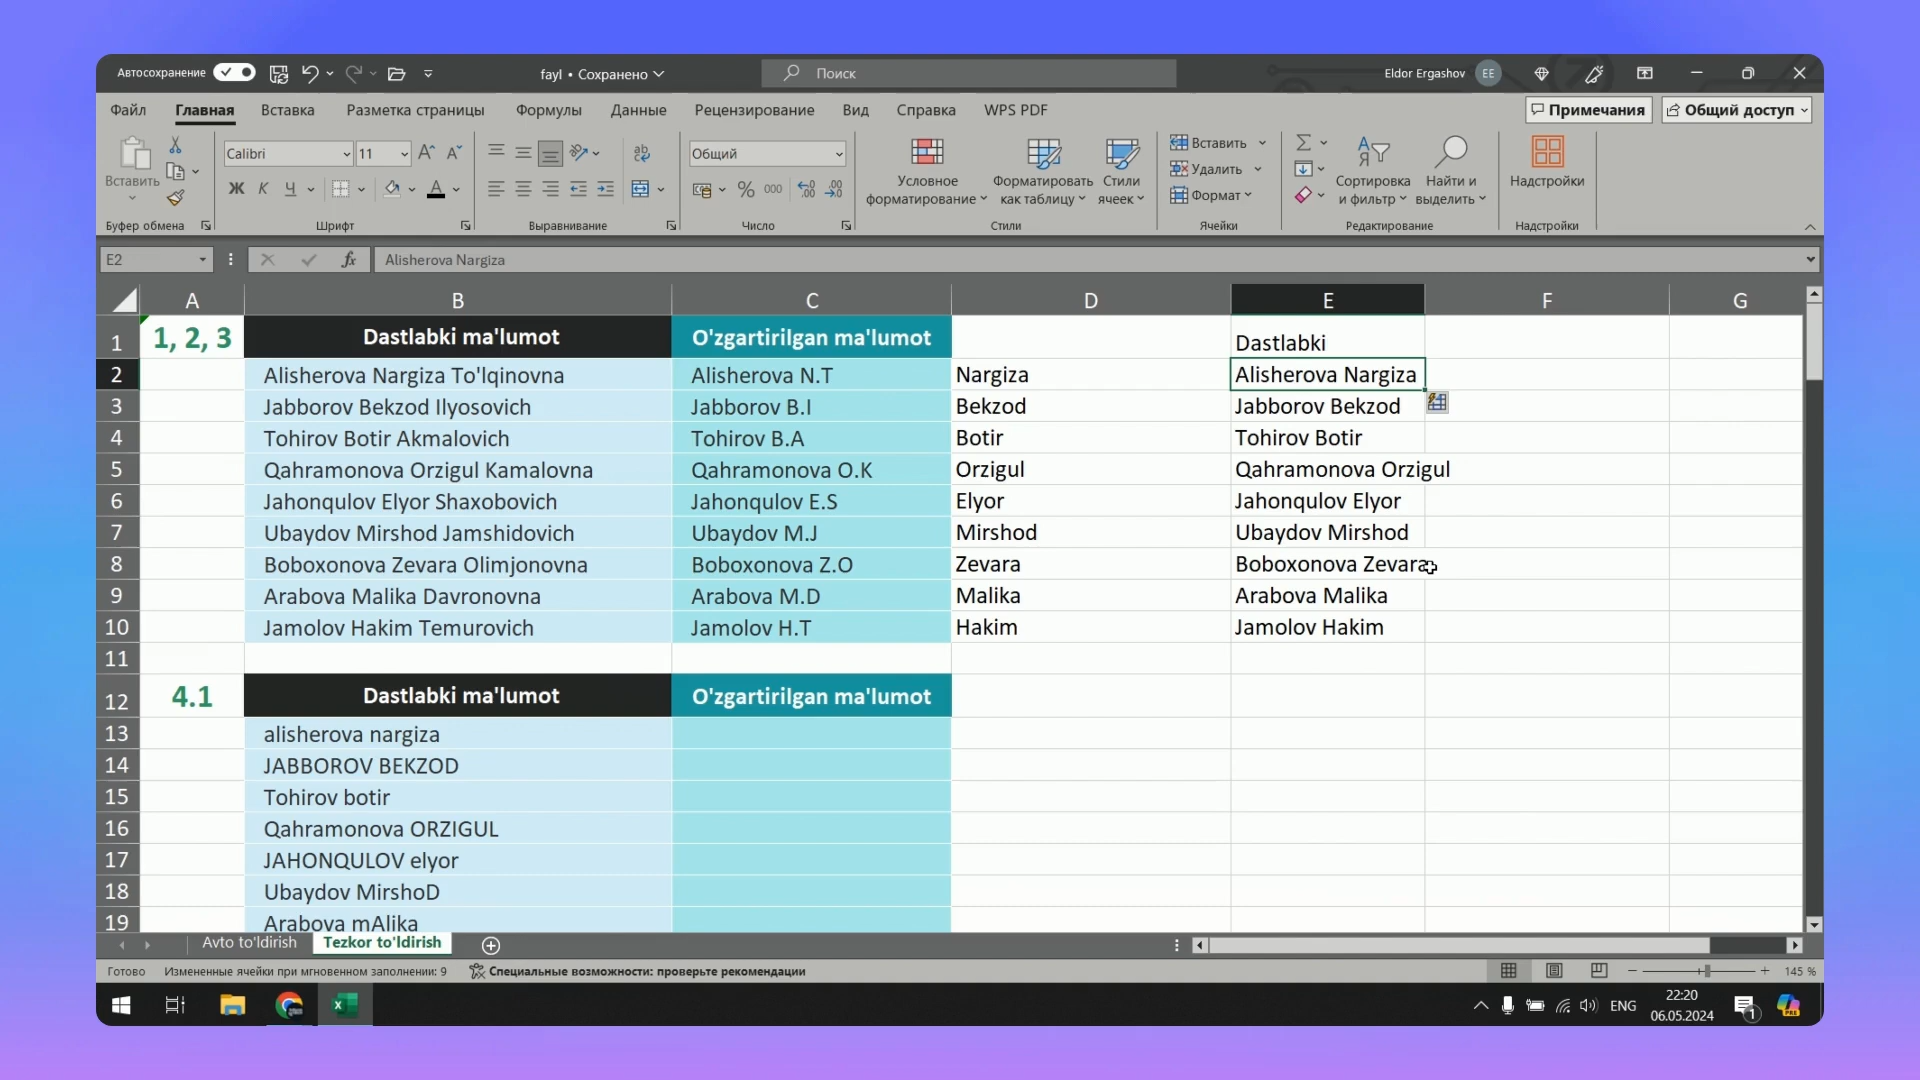 Автосохранение
fayl • Сохранено
Поиск
Eldor Ergashov
EE
Файл Главная Вставка Разметка страницы Формулы Данные Рецензирование Вид Справка WPS PDF
Примечания
Общий доступ
Вставить
Буфер обмена
Calibri
11
Ж К Ч
Шрифт
ab
Выравнивание
Общий
% 000
Число
Условное форматирование
Форматировать как таблицу
Стили ячеек
Стили
Вставить
Удалить
Формат
Ячейки
Сортировка и фильтр
Найти и выделить
Редактирование
Надстройки
Надстройки
E2
fx
Alisherova Nargiza
A B C D E F G
1 1, 2, 3 Dastlabki ma'lumot O'zgartirilgan ma'lumot Dastlabki
2 Alisherova Nargiza To'lqinovna Alisherova N.T Nargiza Alisherova Nargiza
3 Jabborov Bekzod Ilyosovich Jabborov B.I Bekzod Jabborov Bekzod
4 Tohirov Botir Akmalovich Tohirov B.A Botir Tohirov Botir
5 Qahramonova Orzigul Kamalovna Qahramonova O.K Orzigul Qahramonova Orzigul
6 Jahonqulov Elyor Shaxobovich Jahonqulov E.S Elyor Jahonqulov Elyor
7 Ubaydov Mirshod Jamshidovich Ubaydov M.J Mirshod Ubaydov Mirshod
8 Boboxonova Zevara Olimjonovna Boboxonova Z.O Zevara Boboxonova Zevara
9 Arabova Malika Davronovna Arabova M.D Malika Arabova Malika
10 Jamolov Hakim Temurovich Jamolov H.T Hakim Jamolov Hakim
11
12 4.1 Dastlabki ma'lumot O'zgartirilgan ma'lumot
13 alisherova nargiza
14 JABBOROV BEKZOD
15 Tohirov botir
16 Qahramonova ORZIGUL
17 JAHONQULOV elyor
18 Ubaydov MirshoD
19 Arabova mAlika
Avto to'ldirish
Tezkor to'ldirish
Готово
Измененные ячейки при мгновенном заполнении: 9
Специальные возможности: проверьте рекомендации
145 %
ENG
22:20
06.05.2024
1
PRE